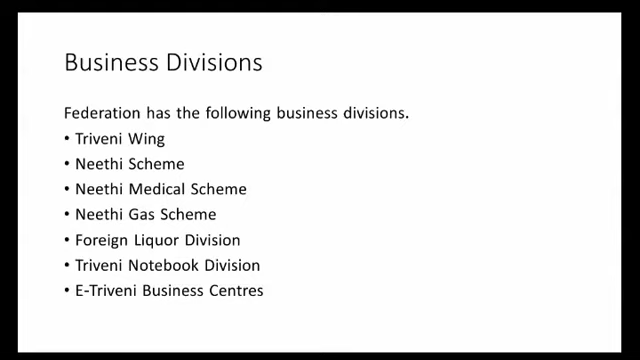 Business Divisions
Federation has the following business divisions.
• Triveni Wing
• Neethi Scheme
• Neethi Medical Scheme
• Neethi Gas Scheme
• Foreign Liquor Division
• Triveni Notebook Division
• E-Triveni Business Centres